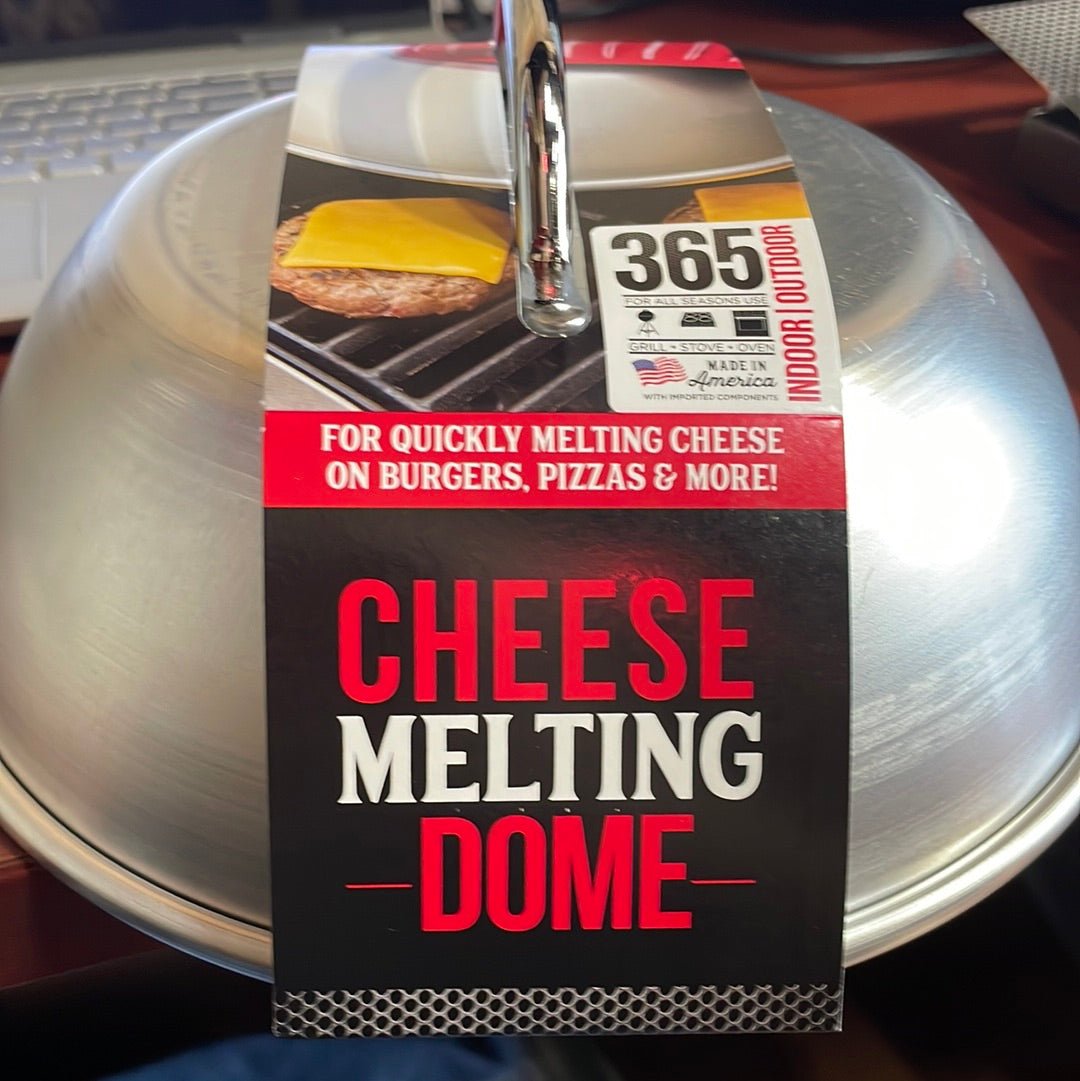 365
FOR ALL SEASONS USE
GRILL • STOVE • OVEN
MADE IN
America
WITH IMPORTED COMPONENTS
INDOOR | OUTDOOR
FOR QUICKLY MELTING CHEESE
ON BURGERS, PIZZAS & MORE!
CHEESE
MELTING
DOME